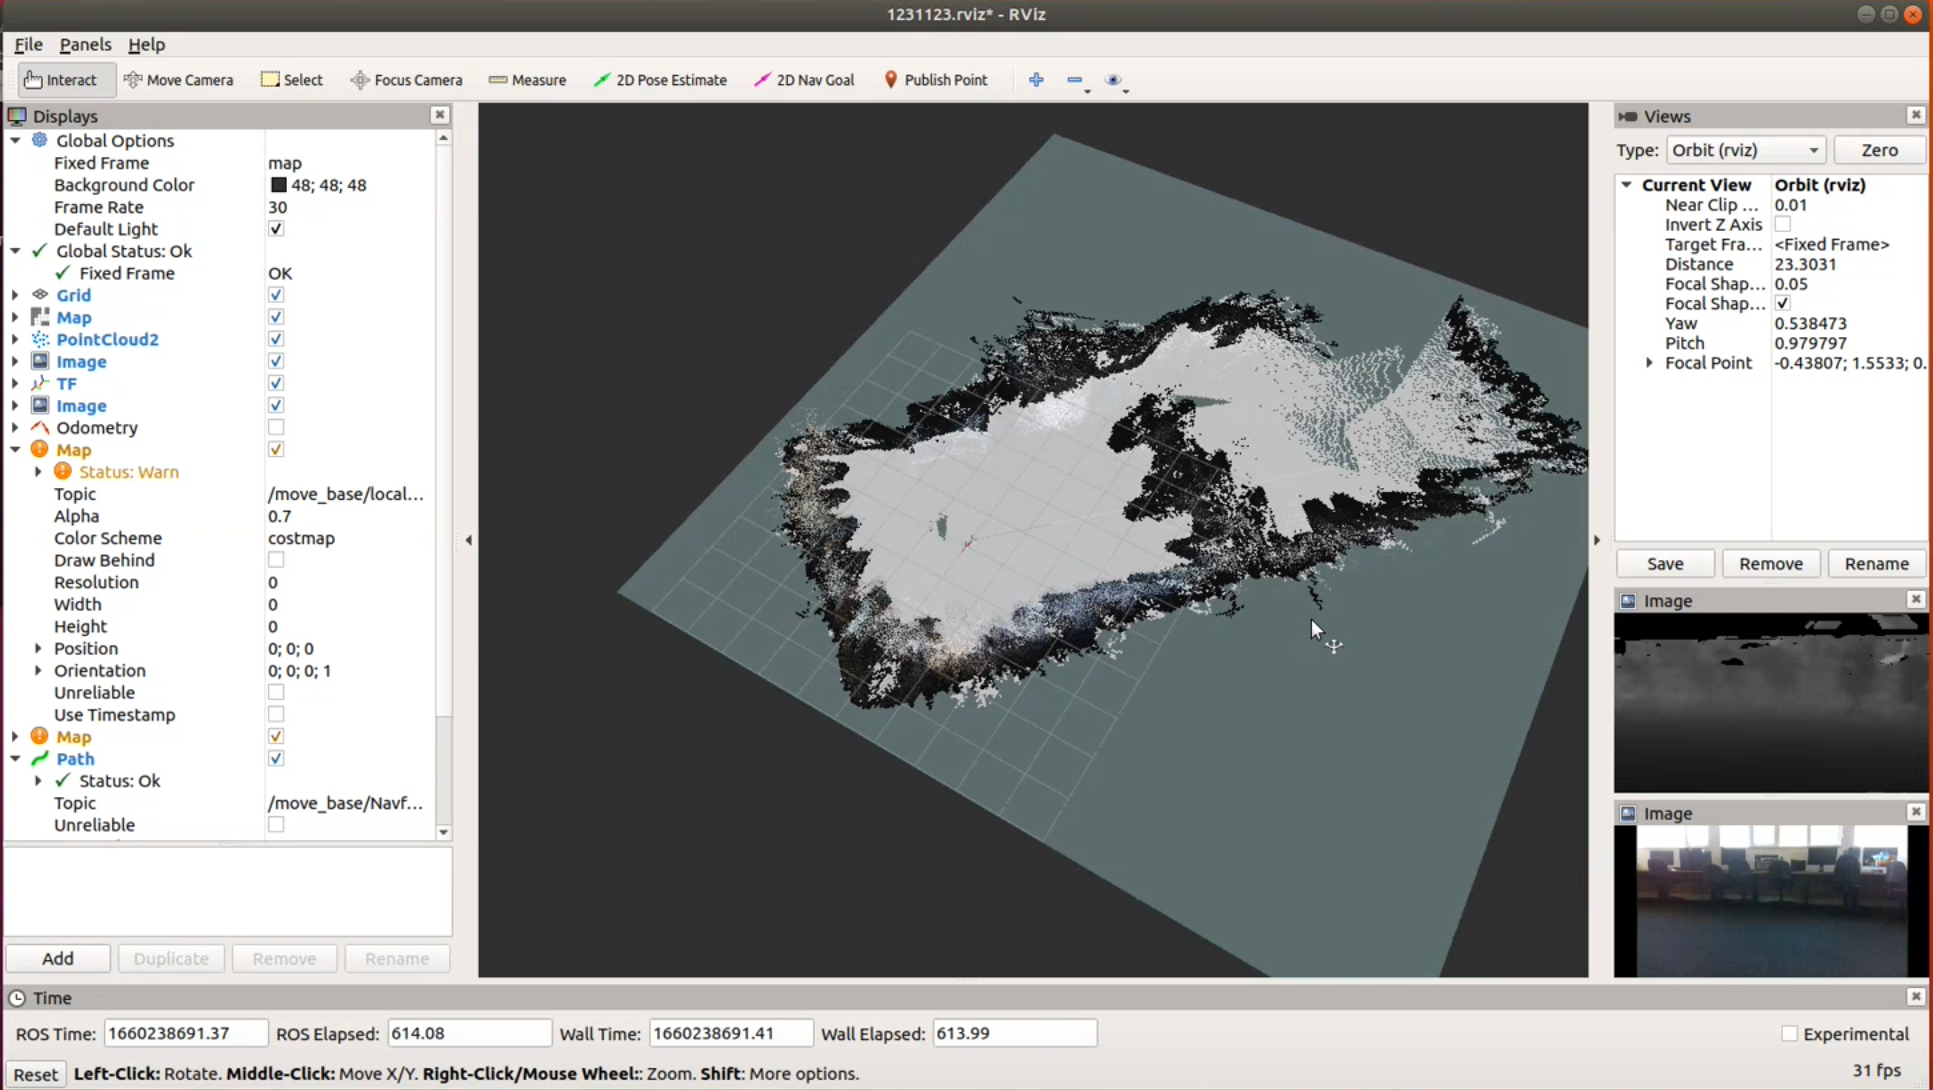 1231123.rviz* - RViz
File Panels Help
Interact Move Camera Select Focus Camera Measure 2D Pose Estimate 2D Nav Goal Publish Point
Displays
Global Options
Fixed Frame map
Background Color 48; 48; 48
Frame Rate 30
Default Light
Global Status: Ok
Fixed Frame OK
Grid
Map
PointCloud2
Image
TF
Image
Odometry
Map
Status: Warn
Topic /move_base/local...
Alpha 0.7
Color Scheme costmap
Draw Behind
Resolution 0
Width 0
Height 0
Position 0; 0; 0
Orientation 0; 0; 0; 1
Unreliable
Use Timestamp
Map
Path
Status: Ok
Topic /move_base/Navf...
Unreliable
Add Duplicate Remove Rename
Views
Type: Orbit (rviz) Zero
Current View Orbit (rviz)
Near Clip ... 0.01
Invert Z Axis
Target Fra... <Fixed Frame>
Distance 23.3031
Focal Shap... 0.05
Focal Shap...
Yaw 0.538473
Pitch 0.979797
Focal Point -0.43807; 1.5533; 0.
Save Remove Rename
Image
Image
Time
ROS Time: 1660238691.37 ROS Elapsed: 614.08 Wall Time: 1660238691.41 Wall Elapsed: 613.99 Experimental
Reset Left-Click: Rotate. Middle-Click: Move X/Y. Right-Click/Mouse Wheel:: Zoom. Shift: More options. 31 fps